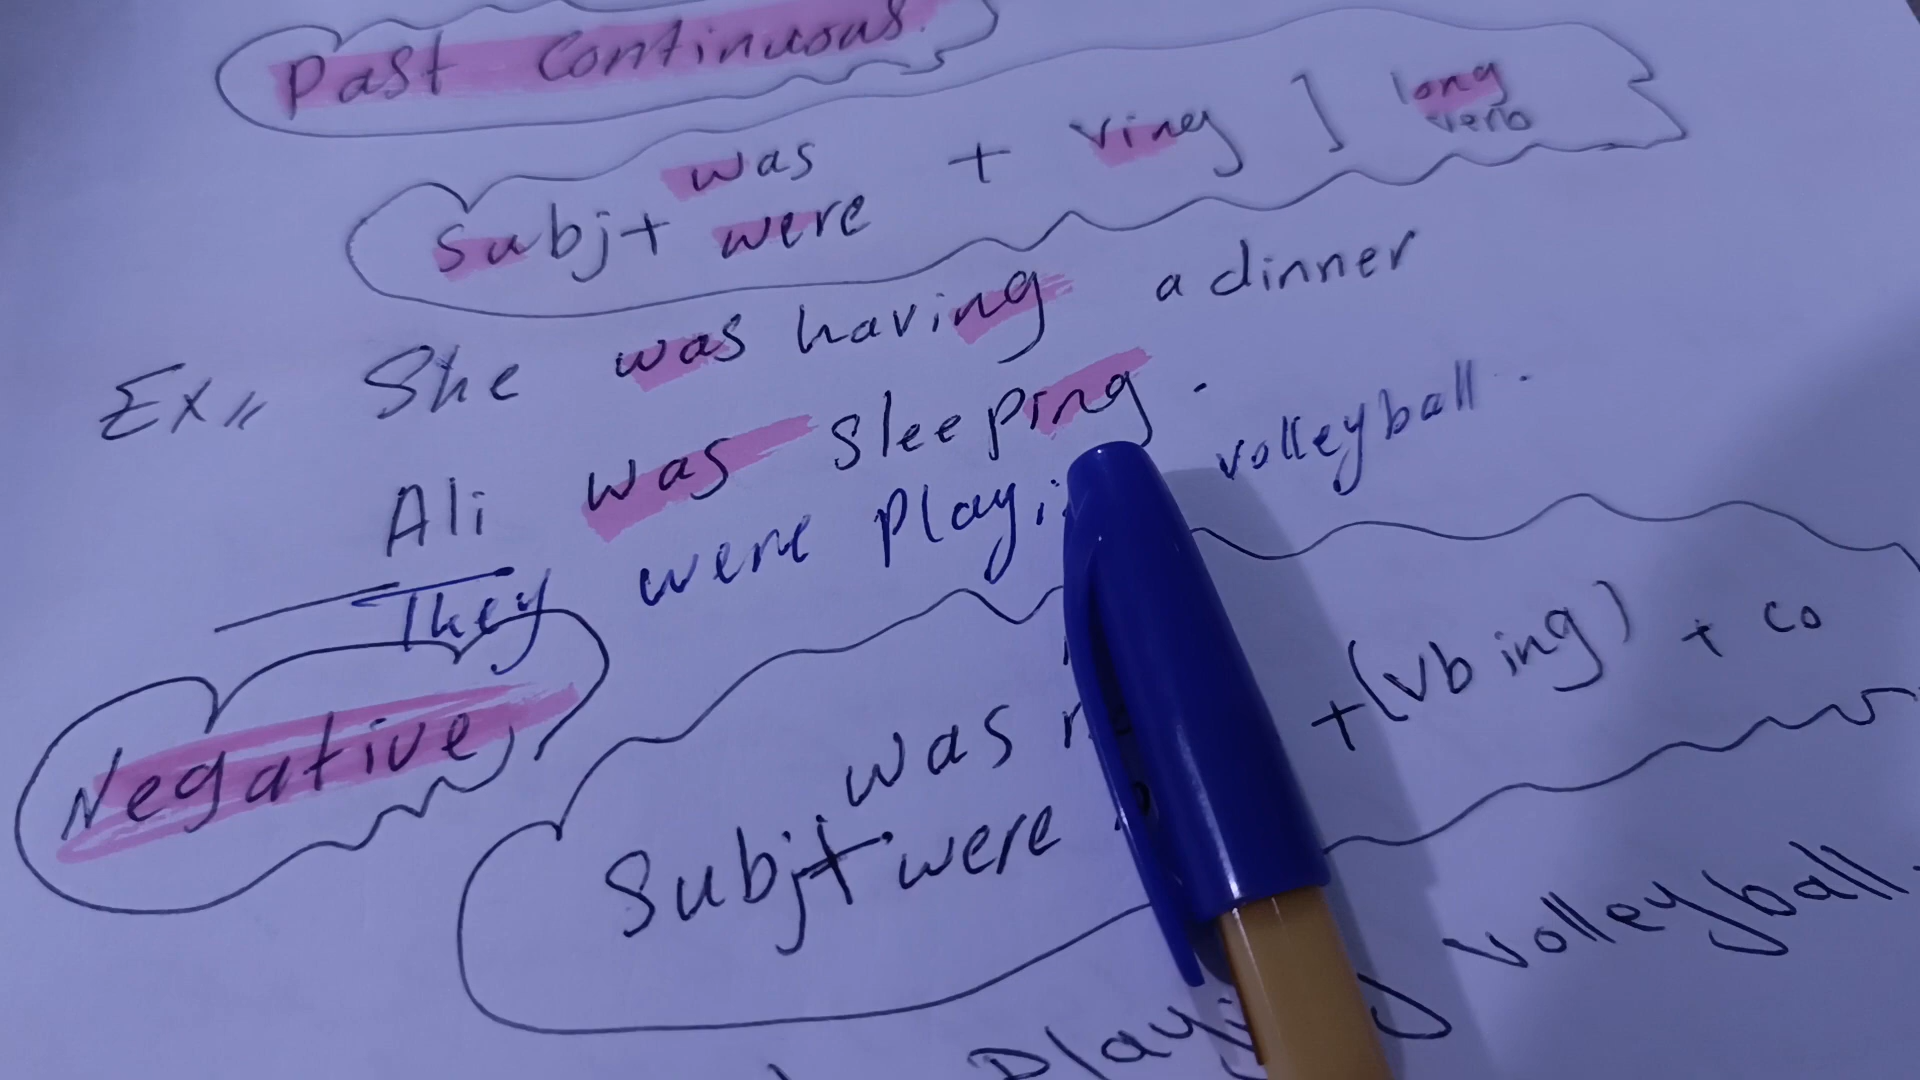 Past Continuous.
was
Subj+ were + ving ] long verb
Ex,, She was having a dinner
Ali was sleeping.
They were volleyball.
Negative
was
Subj+ were +(Vb ing) + co
volleyball.